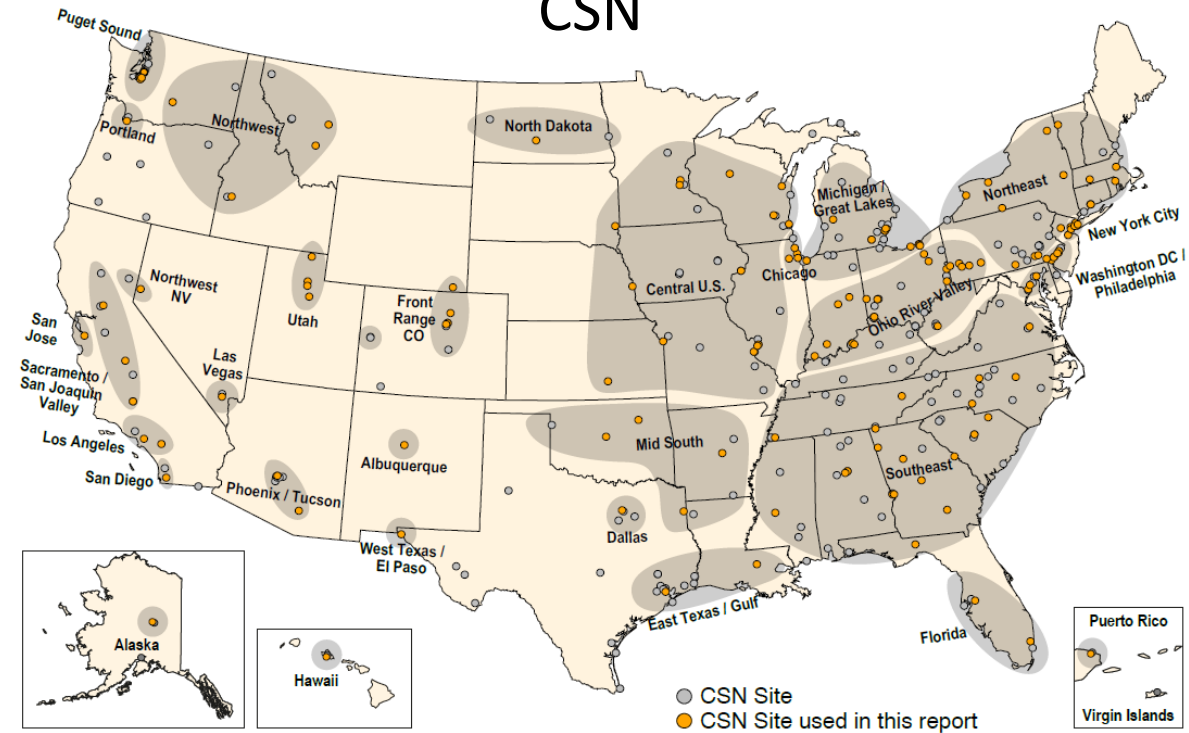 CSN
Puget Sound
Portland
Northwest
North Dakota
Michigan /
Great Lakes
Northeast
New York City
Washington DC /
Philadelphia
Northwest
NV
Utah
Front
Range
CO
Central U.S.
Chicago
Ohio River Valley
San
Jose
Las
Vegas
Sacramento /
San Joaquin
Valley
Los Angeles
San Diego
Phoenix / Tucson
Albuquerque
Mid South
Southeast
West Texas /
El Paso
Dallas
East Texas / Gulf
Florida
Alaska
Hawaii
Puerto Rico
Virgin Islands
CSN Site
CSN Site used in this report